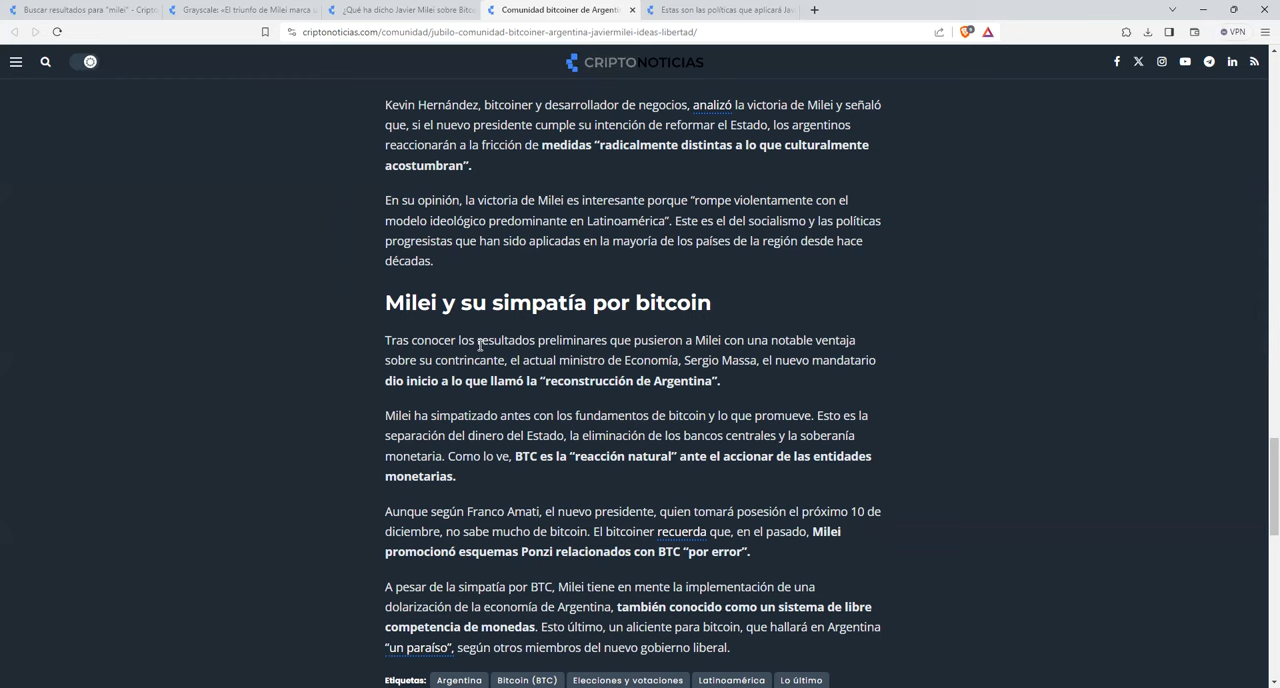 Buscar resultados para "milei" - Cripto
Grayscale: «El triunfo de Milei marca u
¿Qué ha dicho Javier Milei sobre Bitco
Comunidad bitcoiner de Argenti
Estas son las políticas que aplicará Jav
criptonoticias.com/comunidad/jubilo-comunidad-bitcoiner-argentina-javiermilei-ideas-libertad/
VPN
CRIPTONOTICIAS
Kevin Hernández, bitcoiner y desarrollador de negocios, analizó la victoria de Milei y señaló
que, si el nuevo presidente cumple su intención de reformar el Estado, los argentinos
reaccionarán a la fricción de medidas “radicalmente distintas a lo que culturalmente
acostumbran”.
En su opinión, la victoria de Milei es interesante porque “rompe violentamente con el
modelo ideológico predominante en Latinoamérica”. Este es el del socialismo y las políticas
progresistas que han sido aplicadas en la mayoría de los países de la región desde hace
décadas.
Milei y su simpatía por bitcoin
Tras conocer los resultados preliminares que pusieron a Milei con una notable ventaja
sobre su contrincante, el actual ministro de Economía, Sergio Massa, el nuevo mandatario
dio inicio a lo que llamó la “reconstrucción de Argentina”.
Milei ha simpatizado antes con los fundamentos de bitcoin y lo que promueve. Esto es la
separación del dinero del Estado, la eliminación de los bancos centrales y la soberanía
monetaria. Como lo ve, BTC es la “reacción natural” ante el accionar de las entidades
monetarias.
Aunque según Franco Amati, el nuevo presidente, quien tomará posesión el próximo 10 de
diciembre, no sabe mucho de bitcoin. El bitcoiner recuerda que, en el pasado, Milei
promocionó esquemas Ponzi relacionados con BTC “por error”.
A pesar de la simpatía por BTC, Milei tiene en mente la implementación de una
dolarización de la economía de Argentina, también conocido como un sistema de libre
competencia de monedas. Esto último, un aliciente para bitcoin, que hallará en Argentina
“un paraíso”, según otros miembros del nuevo gobierno liberal.
Etiquetas: Argentina Bitcoin (BTC) Elecciones y votaciones Latinoamérica Lo último